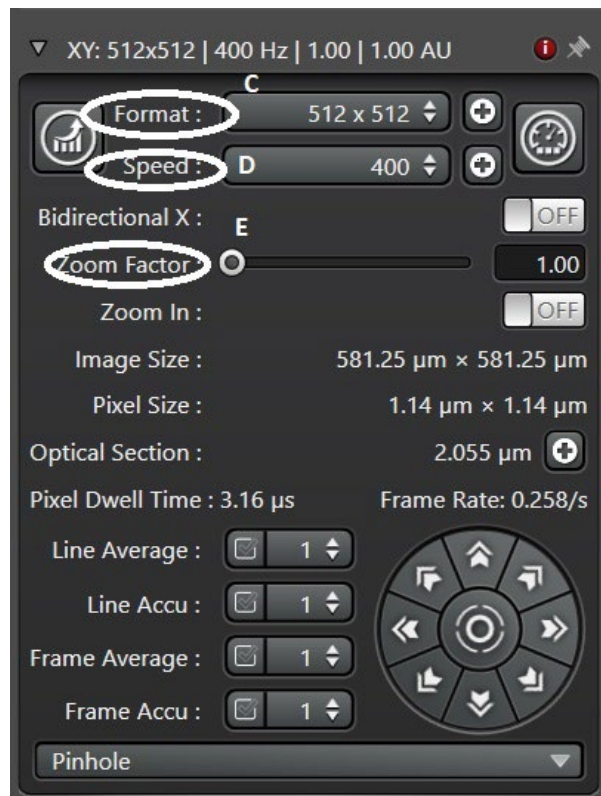 XY: 512x512 | 400 Hz | 1.00 | 1.00 AU
C
Format : 512 x 512
Speed : D 400
Bidirectional X : OFF
E
Zoom Factor : 1.00
Zoom In : OFF
Image Size : 581.25 µm × 581.25 µm
Pixel Size : 1.14 µm × 1.14 µm
Optical Section : 2.055 µm
Pixel Dwell Time : 3.16 µs Frame Rate: 0.258/s
Line Average : 1
Line Accu : 1
Frame Average : 1
Frame Accu : 1
Pinhole